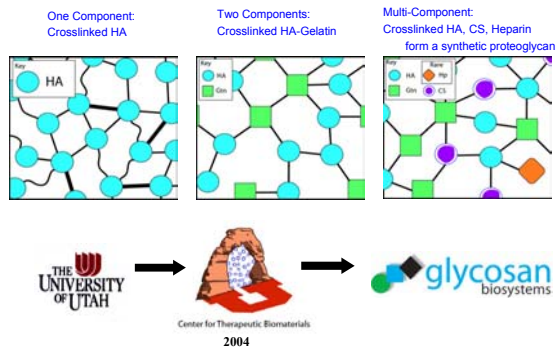 One Component:
Crosslinked HA
Two Components:
Crosslinked HA-Gelatin
Multi-Component:
Crosslinked HA, CS, Heparin
form a synthetic proteoglycan
Key
HA
Key
HA
Gtn
Key
HA
Gtn
Rare
Hp
CS
THE
UNIVERSITY
OF UTAH
Center for Therapeutic Biomaterials
2004
glycosan
biosystems